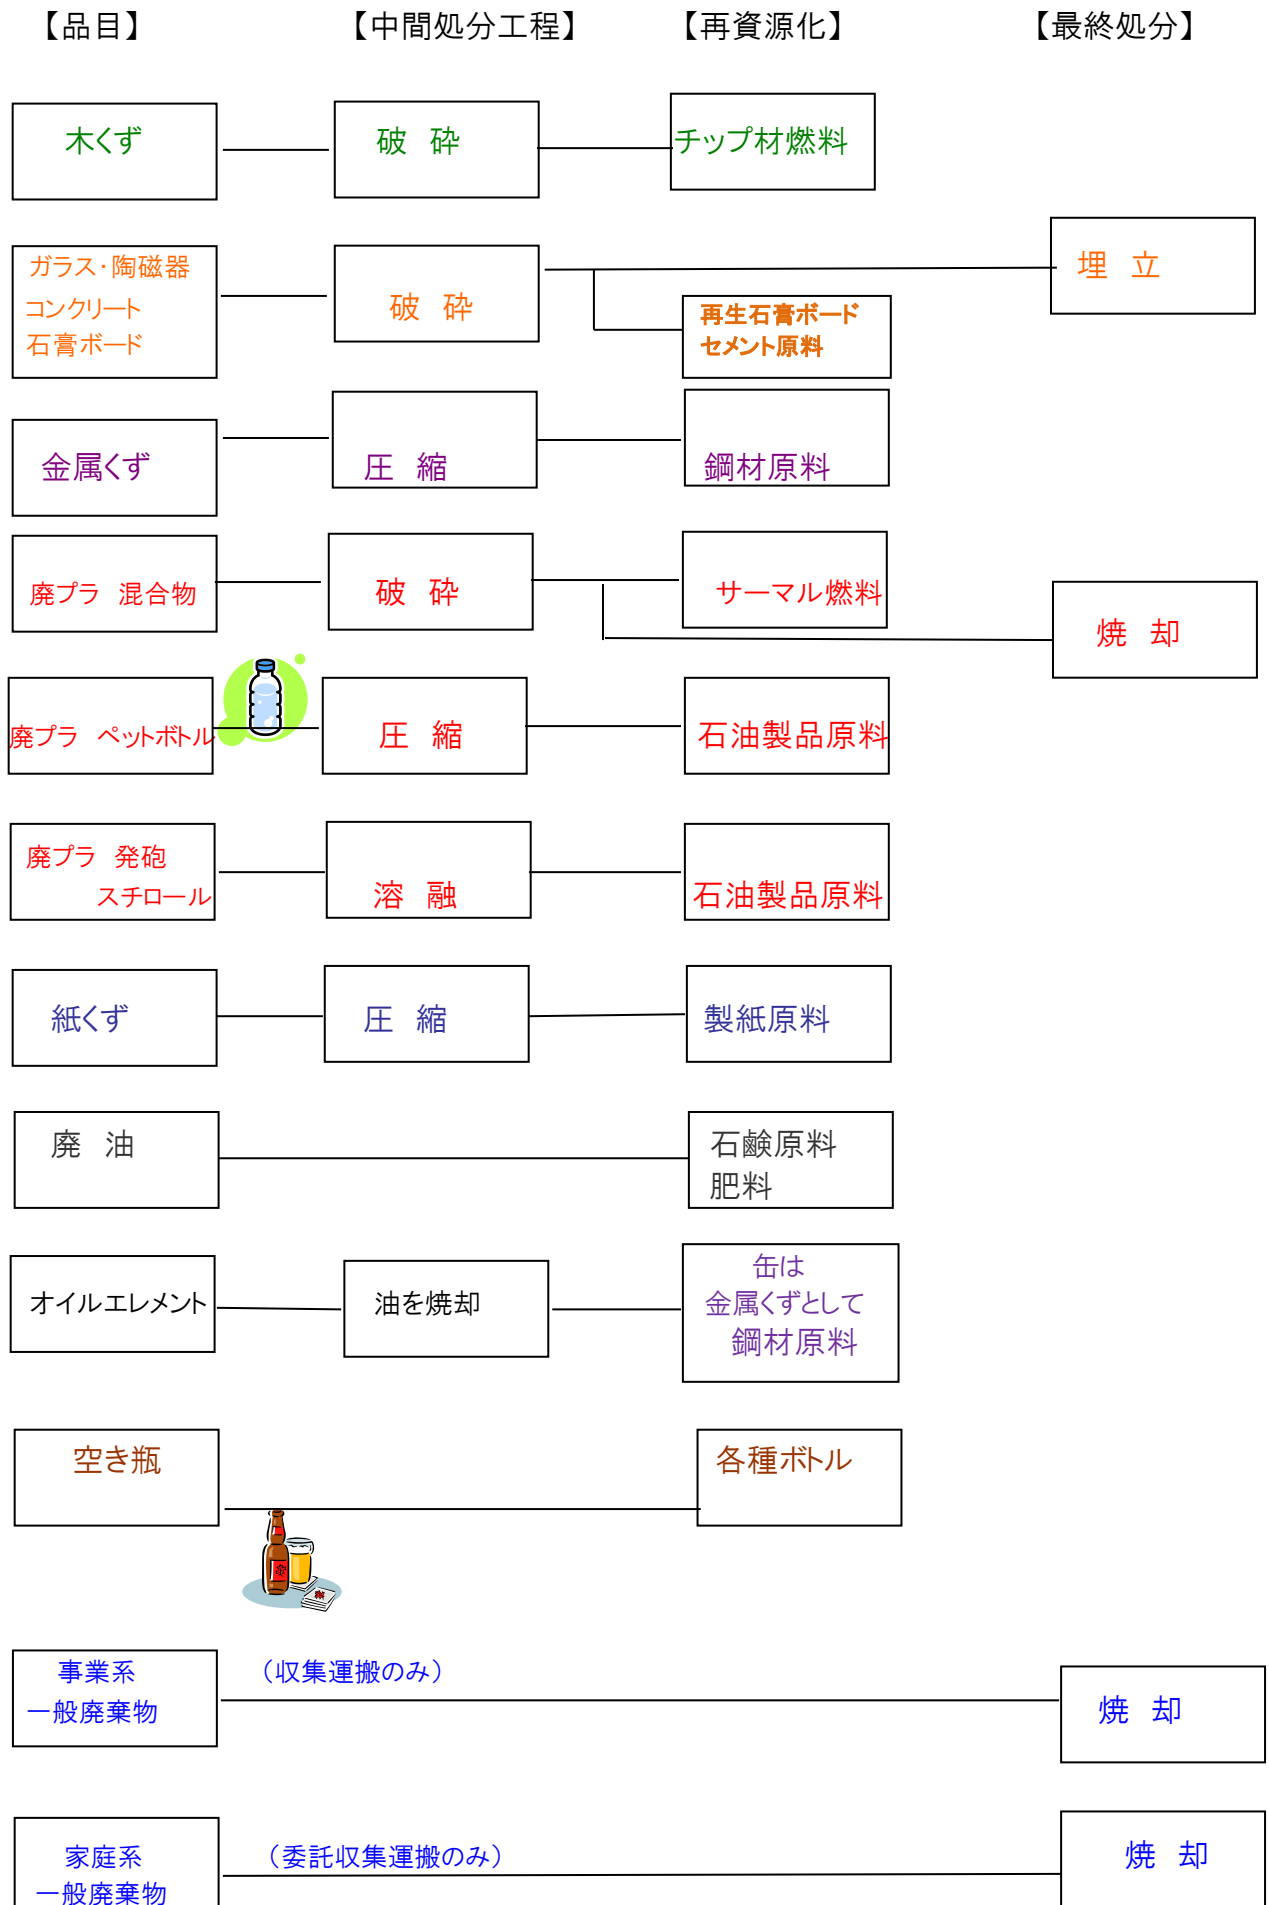 【品目】
【中間処分工程】
【再資源化】
【最終処分】
木くず
破　砕
チップ材燃料
ガラス・陶磁器
コンクリート
石膏ボード
破　砕
再生石膏ボード
セメント原料
埋　立
金属くず
圧　縮
鋼材原料
廃プラ　混合物
破　砕
サーマル燃料
焼　却
廃プラ　ペットボトル
圧　縮
石油製品原料
廃プラ　発砲
スチロール
溶　融
石油製品原料
紙くず
圧　縮
製紙原料
廃　油
石鹸原料
肥料
オイルエレメント
油を焼却
缶は
金属くずとして
鋼材原料
空き瓶
各種ボトル
事業系
一般廃棄物
（収集運搬のみ）
焼　却
家庭系
一般廃棄物
（委託収集運搬のみ）
焼　却